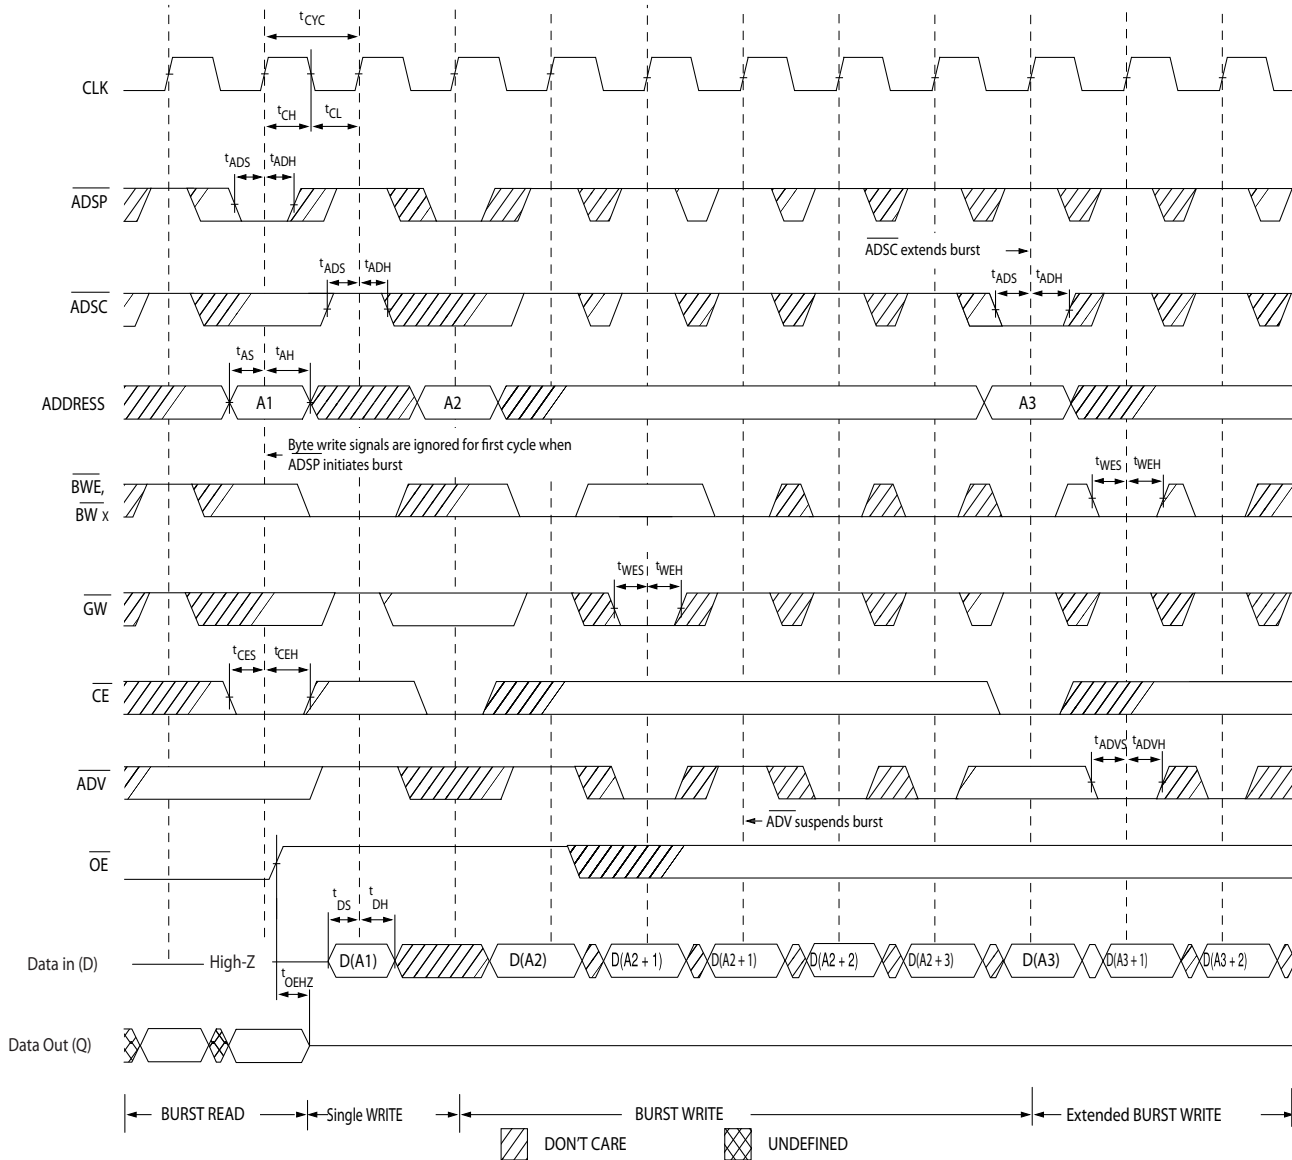 tCYC
CLK
tCH tCL
tADS tADH
ADSP
ADSC extends burst
tADS tADH tADS tADH
ADSC
tAS tAH
ADDRESS A1 A2 A3
Byte write signals are ignored for first cycle when
ADSP initiates burst
BWE,
BW x
tWES tWEH
tWES tWEH
GW
tCES tCEH
CE
tADVS tADVH
ADV
ADV suspends burst
OE
tDS tDH
Data in (D) High-Z D(A1) D(A2) D(A2 + 1) D(A2 + 1) D(A2 + 2) D(A2 + 3) D(A3) D(A3 + 1) D(A3 + 2)
tOEHZ
Data Out (Q)
BURST READ Single WRITE BURST WRITE Extended BURST WRITE
DON'T CARE UNDEFINED